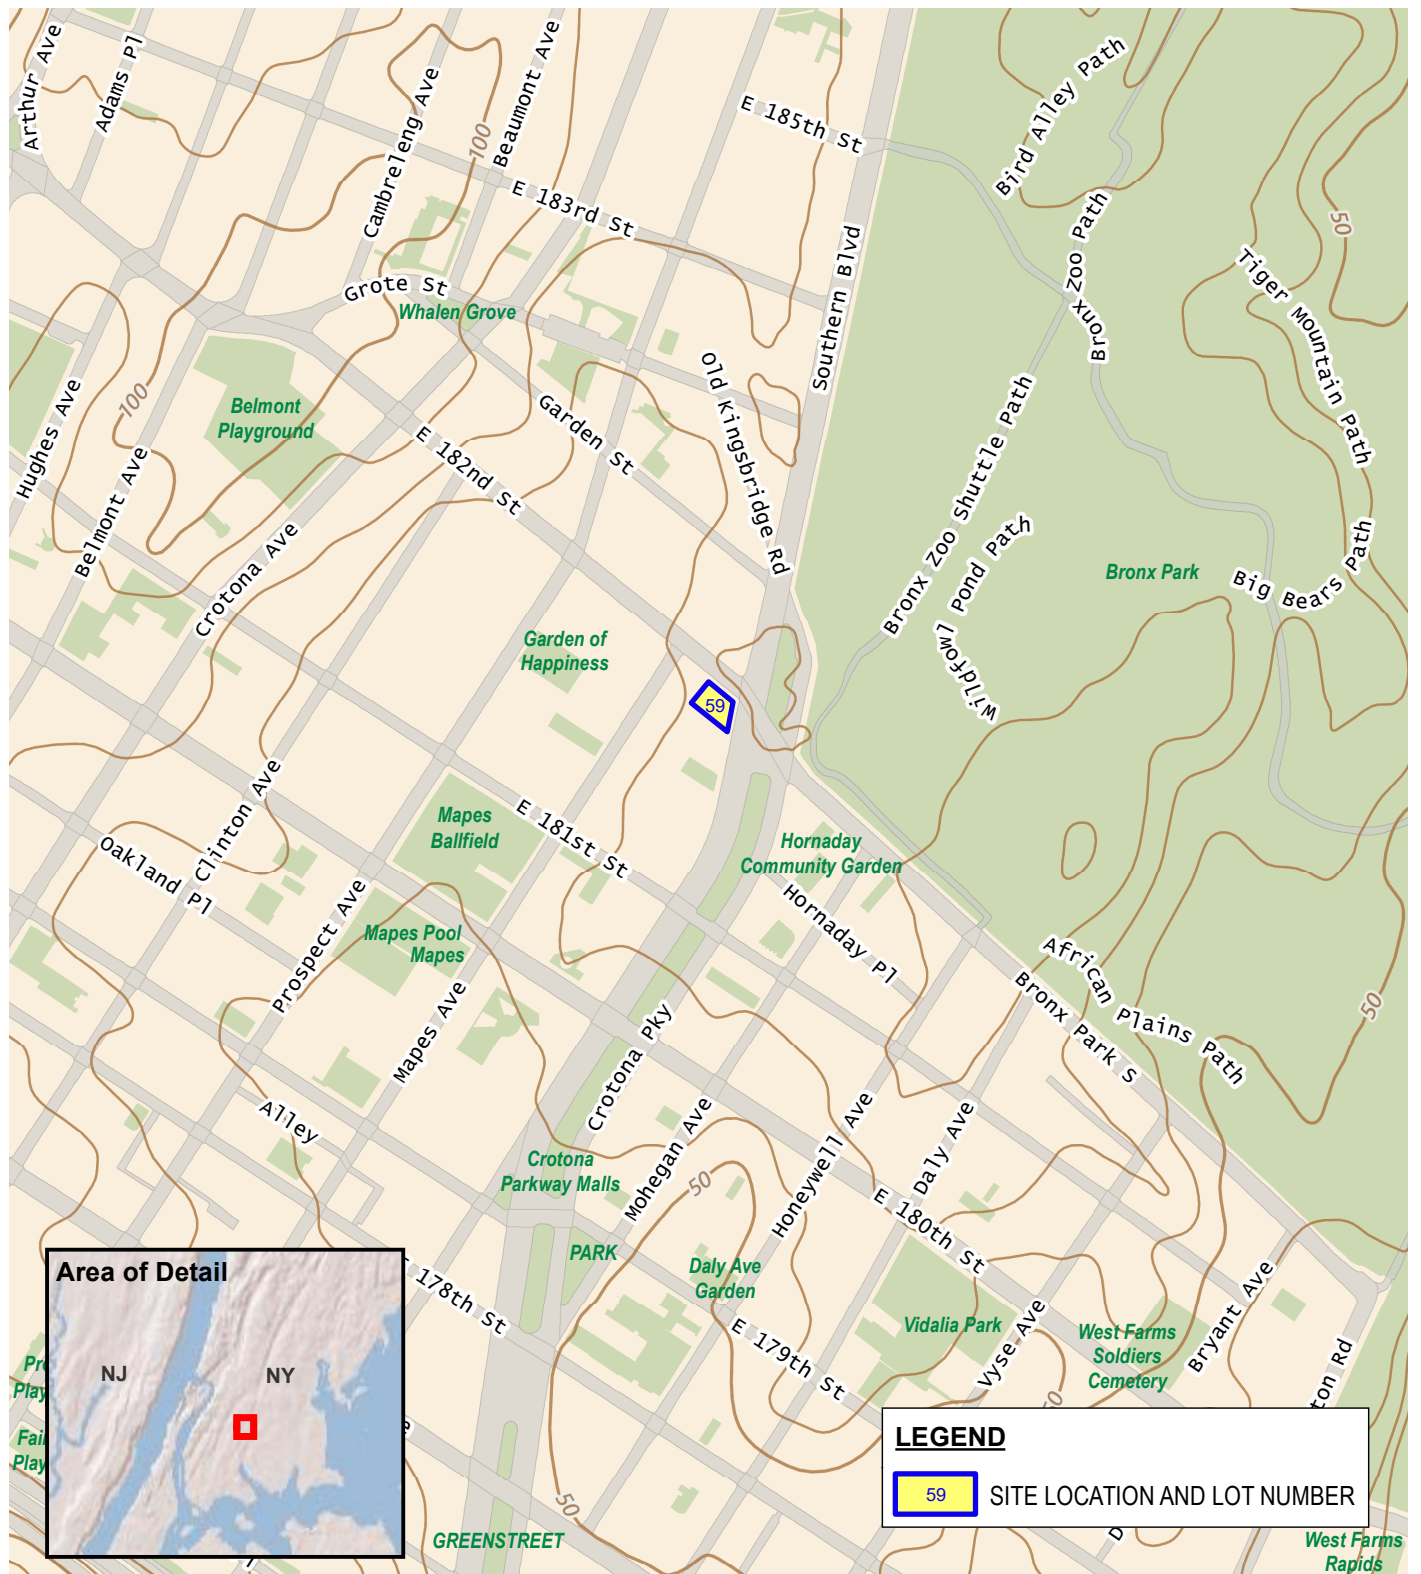 Arthur Ave
Adams Pl
Cambreleng Ave
100
Beaumont Ave
E 185th St
Bird Alley Path
E 183rd St
Bronx Zoo Path
50
Southern Blvd
Tiger Mountain Path
Grote St
Whalen Grove
Old Kingsbridge Rd
Hughes Ave
100
Belmont
Playground
Garden St
E 182nd St
Belmont Ave
Bronx Zoo Shuttle Path
Crotona Ave
Wildfowl Pond Path
Bronx Park
Big Bears Path
Garden of
Happiness
59
Clinton Ave
Mapes
Ballfield
E 181st St
Hornaday
Community Garden
Oakland Pl
Hornaday Pl
Prospect Ave
Mapes Pool
Mapes
African Plains Path
Bronx Park S
50
Mapes Ave
Crotona Pky
Alley
Mohegan Ave
Honeywell Ave
Daly Ave
Crotona
Parkway Malls
50
E 180th St
PARK
Daly Ave
Garden
Area of Detail
NJ
NY
178th St
E 179th St
Vidalia Park
Vyse Ave
West Farms
Soldiers
Cemetery
Bryant Ave
ton Rd
Pro
Play
Fai
Play
50
50
GREENSTREET
LEGEND
59
SITE LOCATION AND LOT NUMBER
D
West Farms
Rapids